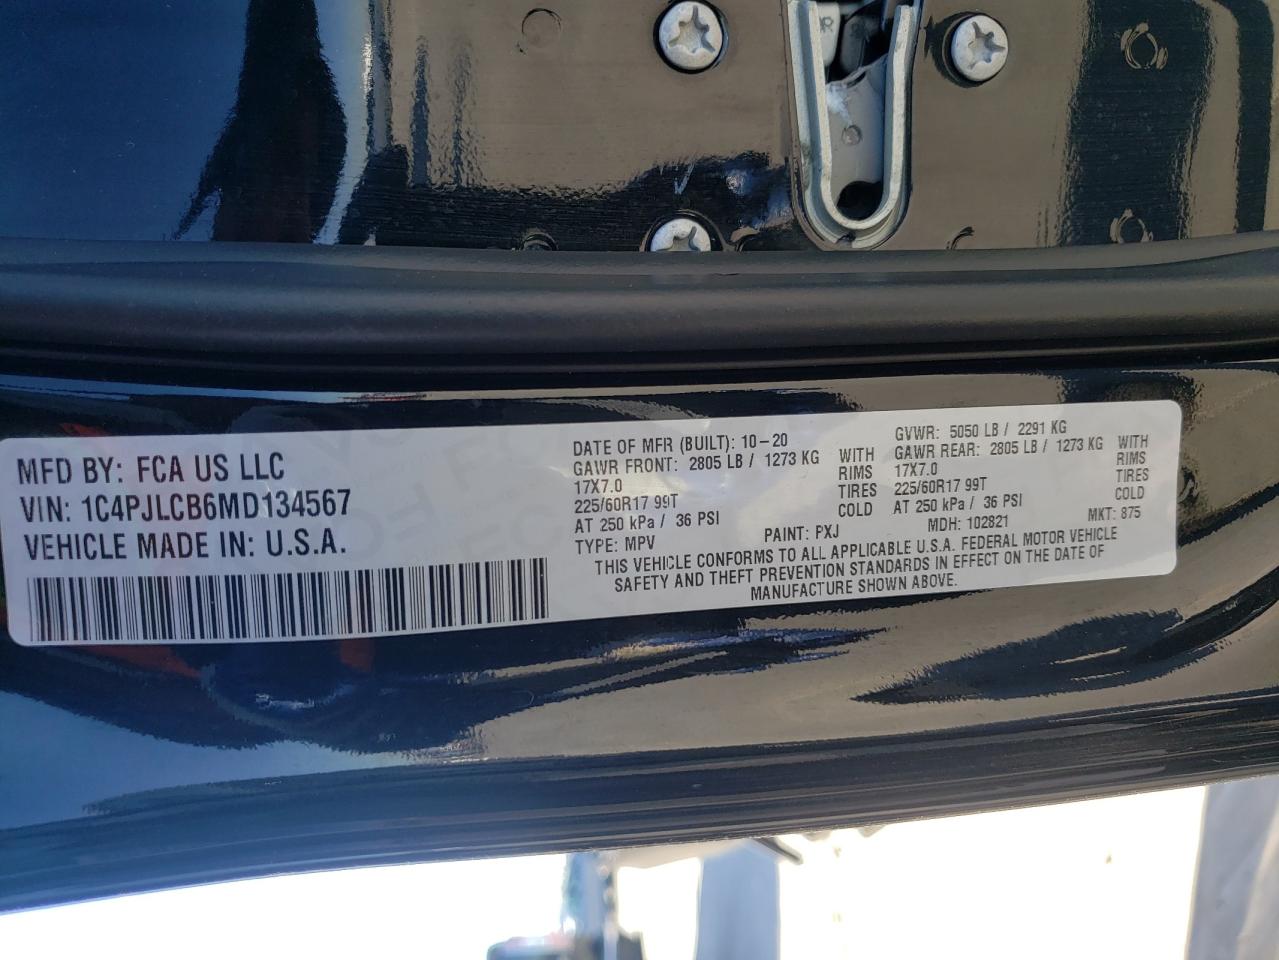 MFD BY: FCA US LLC
VIN: 1C4PJLCB6MD134567
VEHICLE MADE IN: U.S.A.
DATE OF MFR (BUILT): 10-20
GAWR FRONT: 2805 LB / 1273 KG WITH
17X7.0 RIMS
225/60R17 99T TIRES
AT 250 kPa / 36 PSI COLD
TYPE: MPV
PAINT: PXJ
GVWR: 5050 LB / 2291 KG
GAWR REAR: 2805 LB / 1273 KG WITH
17X7.0 RIMS
225/60R17 99T TIRES
AT 250 kPa / 36 PSI COLD
MDH: 102821 MKT: 875
THIS VEHICLE CONFORMS TO ALL APPLICABLE U.S.A. FEDERAL MOTOR VEHICLE
SAFETY AND THEFT PREVENTION STANDARDS IN EFFECT ON THE DATE OF
MANUFACTURE SHOWN ABOVE.